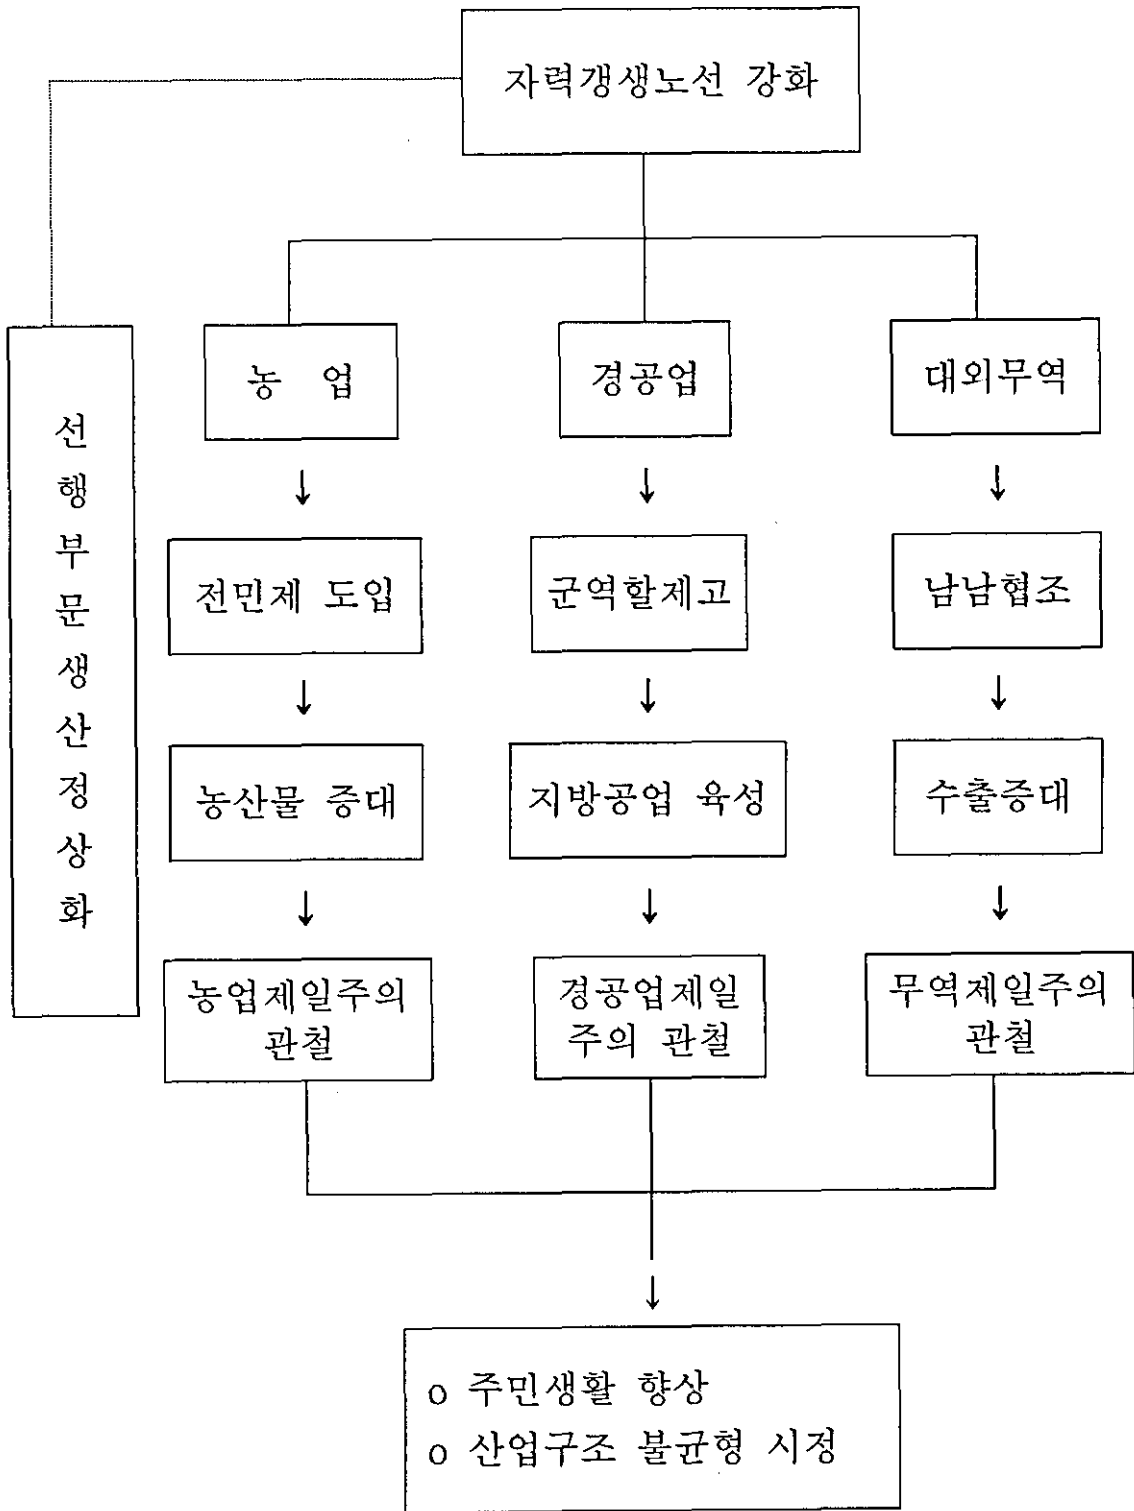 자력갱생노선 강화
선행부문생산정상화
농 업
경공업
대외무역
전민제 도입
군역할제고
남남협조
농산물 증대
지방공업 육성
수출증대
농업제일주의
관철
경공업제일
주의 관철
무역제일주의
관철
o 주민생활 향상
o 산업구조 불균형 시정